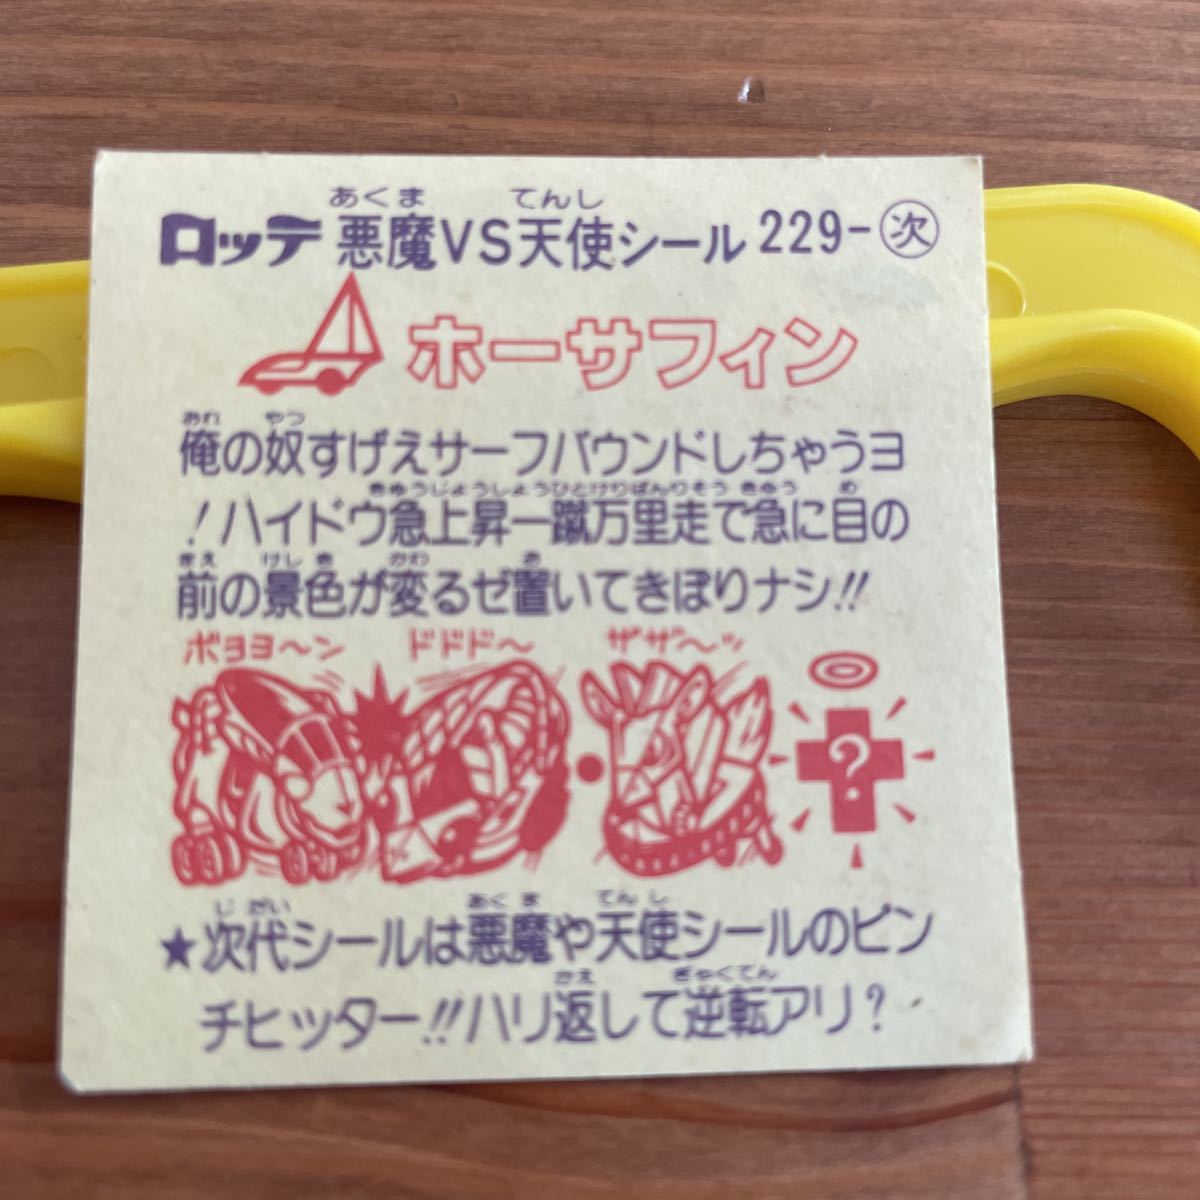 あくま てんし
ロッテ 悪魔VS天使シール 229-㊉次
ホーサフィン
おれ やつ
俺の奴すげえサーフバウンドしちゃうヨ
きゅうじょうしょうひとけりばんりそう きゅう め
!ハイドウ急上昇一蹴万里走で急に目の
まえ けしき かわ お
前の景色が変るゼ置いてきぼりナシ!!
ボヨヨ〜ン ドドド〜 ザザ〜ッ
?
じだい あくま てんし
★次代シールは悪魔や天使シールのピン
かえ ぎゃくてん
チヒッター!!ハリ返して逆転アリ?